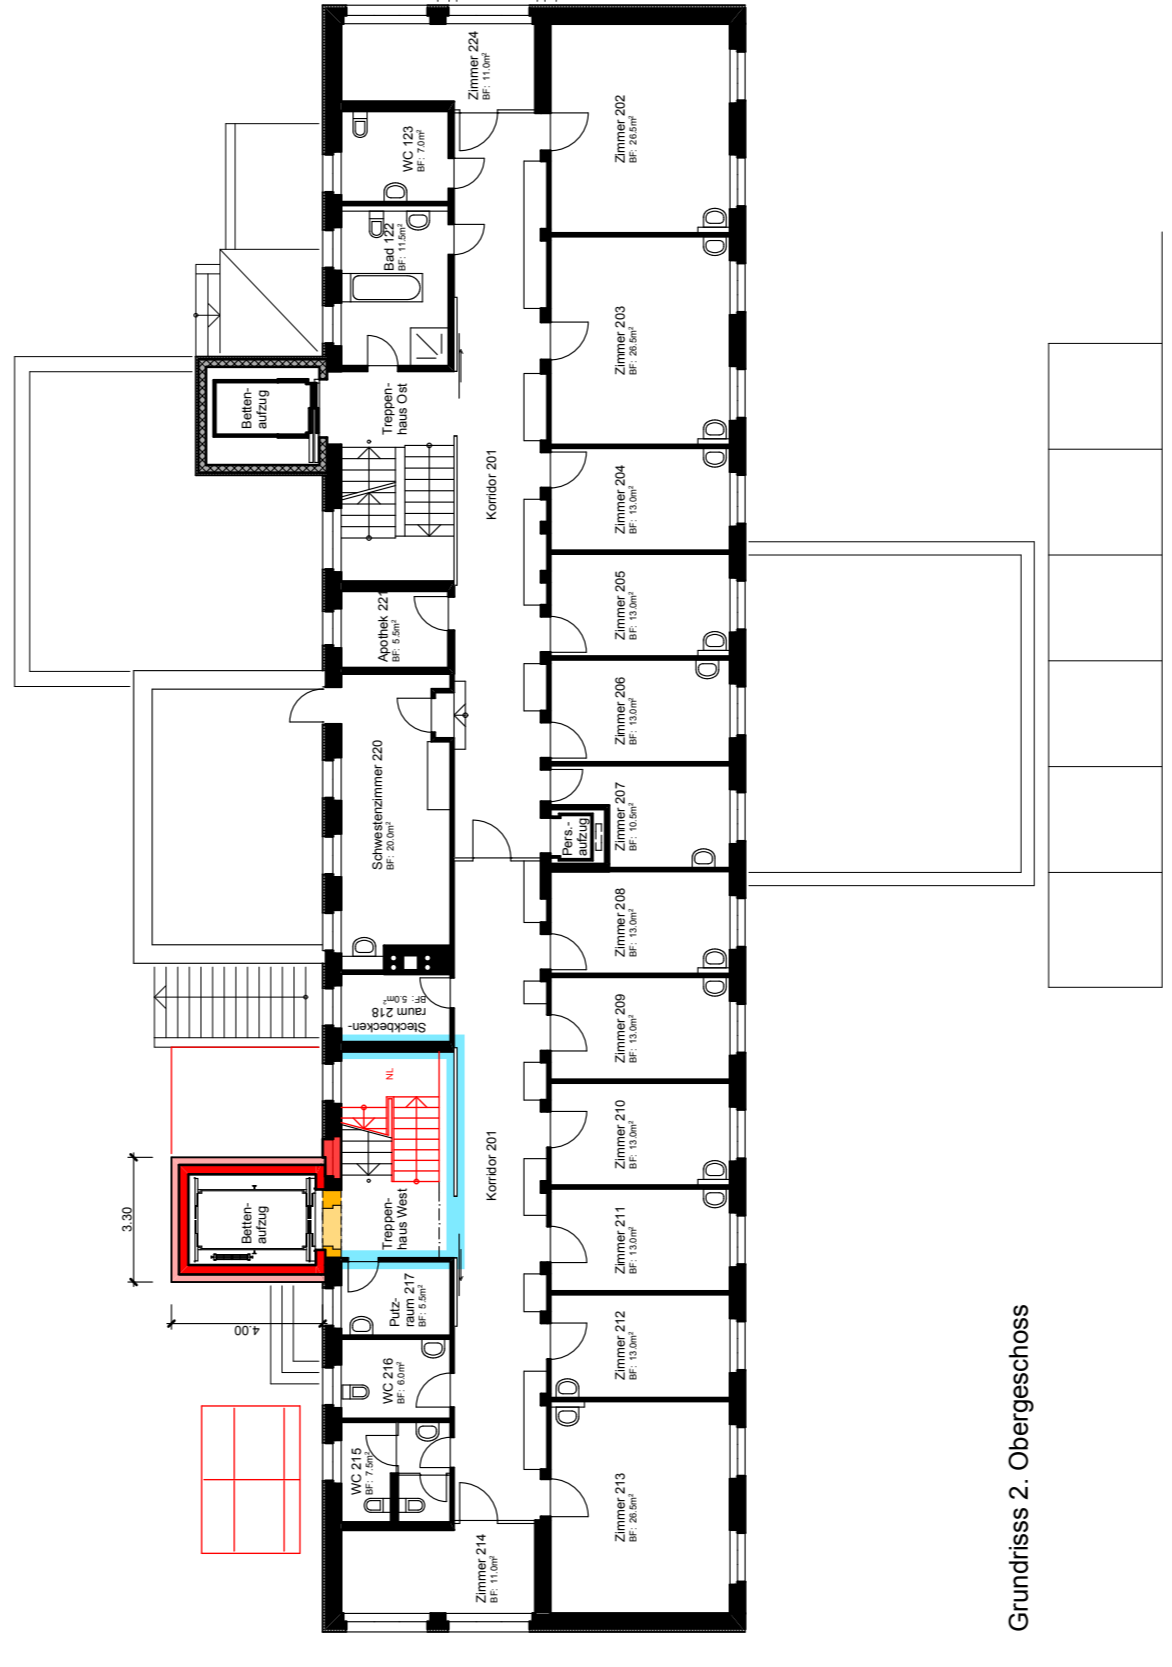 Zimmer 224
BF: 11.0m²
WC 123
BF: 7.0m²
Bad 122
BF: 11.5m²
Zimmer 202
BF: 26.5m²
Zimmer 203
BF: 26.5m²
Betten-
aufzug
Treppen-
haus Ost
Korridor 201
Zimmer 204
BF: 13.0m²
Apothek 221
BF: 5.5m²
Zimmer 205
BF: 13.0m²
Zimmer 206
BF: 13.0m²
Schwestenzimmer 220
BF: 20.0m²
Zimmer 207
BF: 10.5m²
Pers.-
aufzug
Zimmer 208
BF: 13.0m²
Steckbecken-
raum 218
BF: 5.0m²
Zimmer 209
BF: 13.0m²
NL
Zimmer 210
BF: 13.0m²
Korridor 201
3.30
Betten-
aufzug
Treppen-
haus West
Zimmer 211
BF: 13.0m²
4.00
Putz-
raum 217
BF: 5.5m²
Zimmer 212
BF: 13.0m²
WC 216
BF: 6.0m²
WC 215
BF: 7.5m²
Zimmer 213
BF: 26.5m²
Zimmer 214
BF: 11.0m²
Grundrisss 2. Obergeschoss